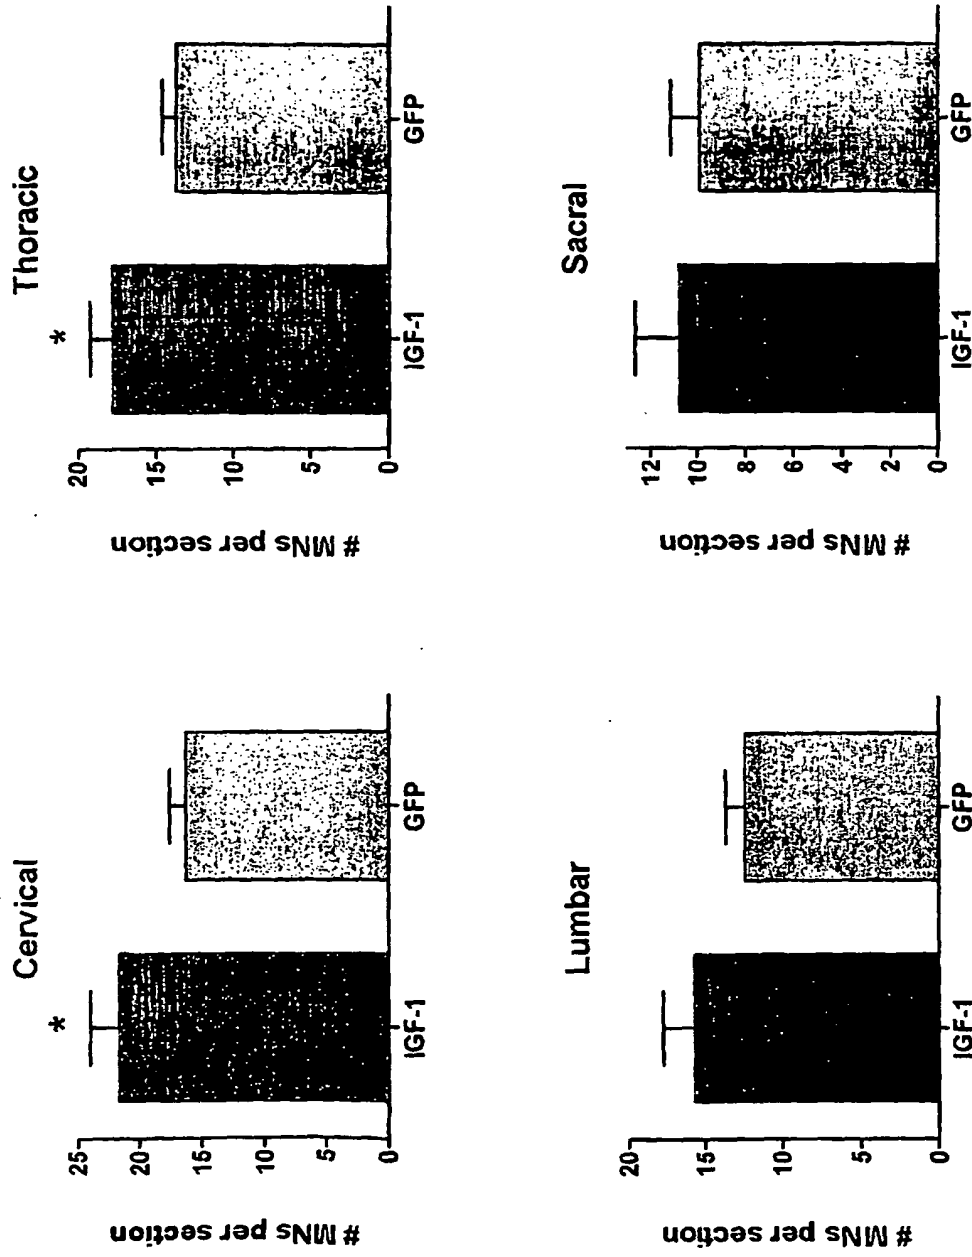 Cervical
# MNs per section
25
20
15
10
5
0
*
IGF-1
GFP
Thoracic
# MNs per section
20
15
10
5
0
*
IGF-1
GFP
Lumbar
# MNs per section
20
15
10
5
0
IGF-1
GFP
Sacral
# MNs per section
12
10
8
6
4
2
0
IGF-1
GFP